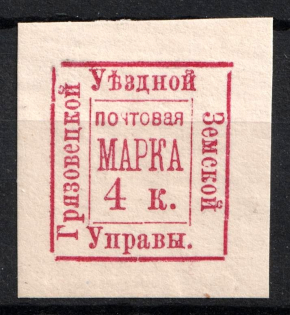 Грязовецкой
Уѣздной
Земской
Управы.
почтовая
МАРКА
4 к.